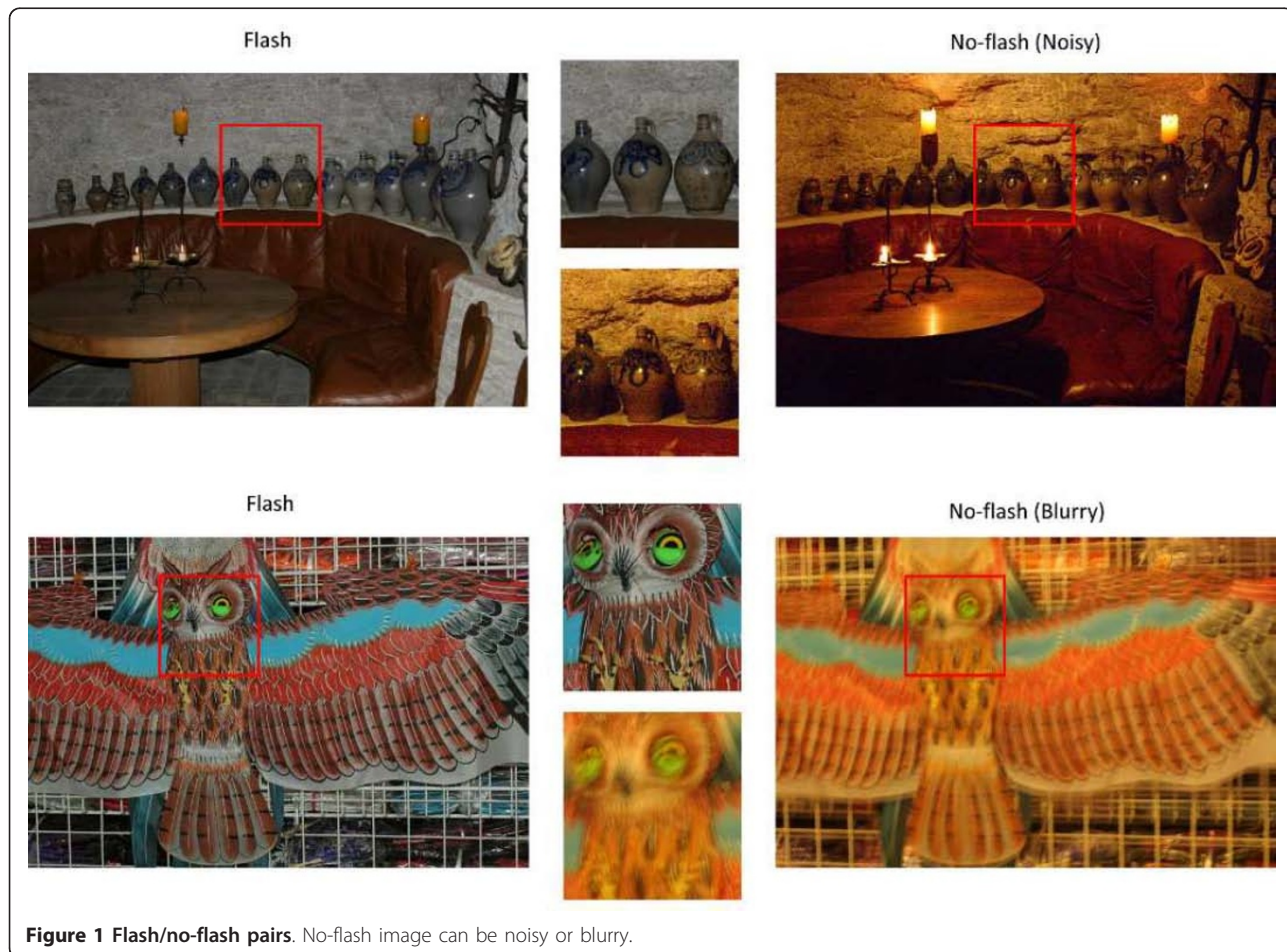 Flash
No-flash (Noisy)
Flash
No-flash (Blurry)
Figure 1 Flash/no-flash pairs. No-flash image can be noisy or blurry.